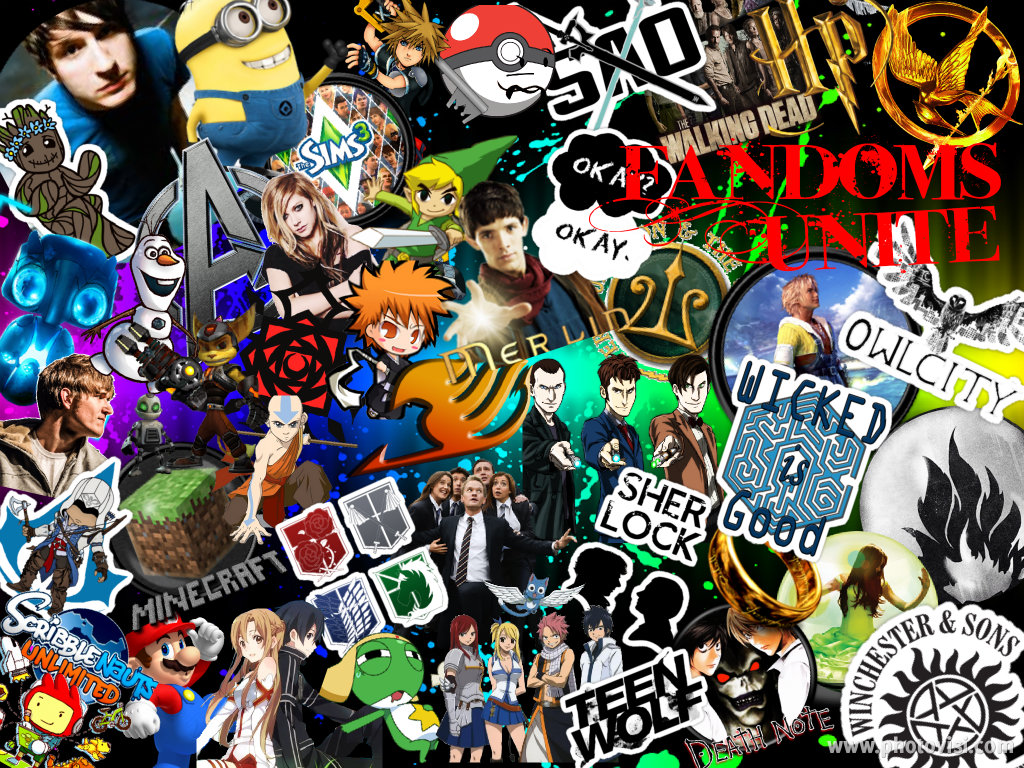 SAO
HP
THE
WALKING DEAD
THE SIMS 3
OKAY?
OKAY.
FANDOMS
UNITE
MERLIN
OWLCITY
WICKED
IS
GOOD
SHER
LOCK
MINECRAFT
SCRIBBLENAUTS
UNLIMITED
TEEN
WOLF
DEATH NOTE
WINCHESTER & SONS
www.photovisi.com